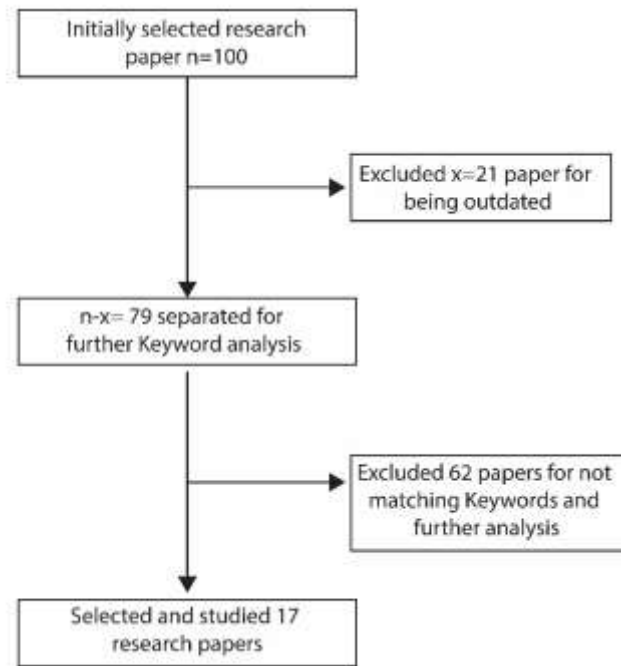 Initially selected research
paper n=100
Excluded x=21 paper for
being outdated
n-x= 79 separated for
further Keyword analysis
Excluded 62 papers for not
matching Keywords and
further analysis
Selected and studied 17
research papers